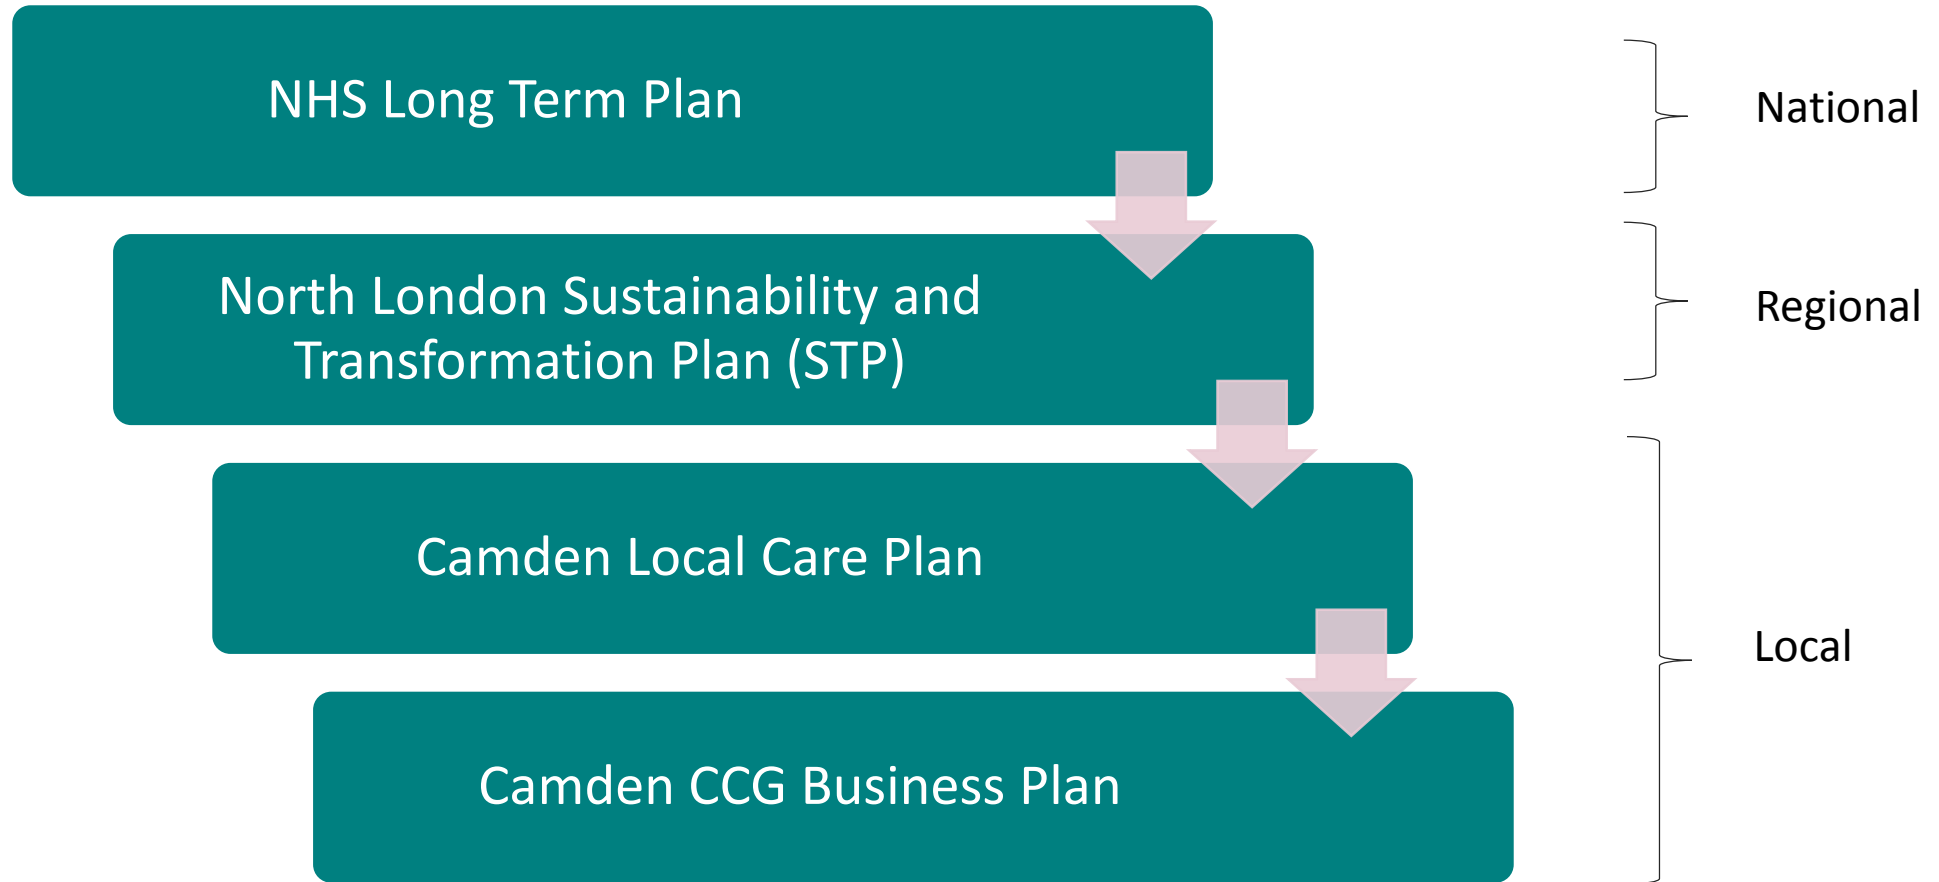 NHS Long Term Plan
National
North London Sustainability and
Transformation Plan (STP)
Regional
Camden Local Care Plan
Local
Camden CCG Business Plan